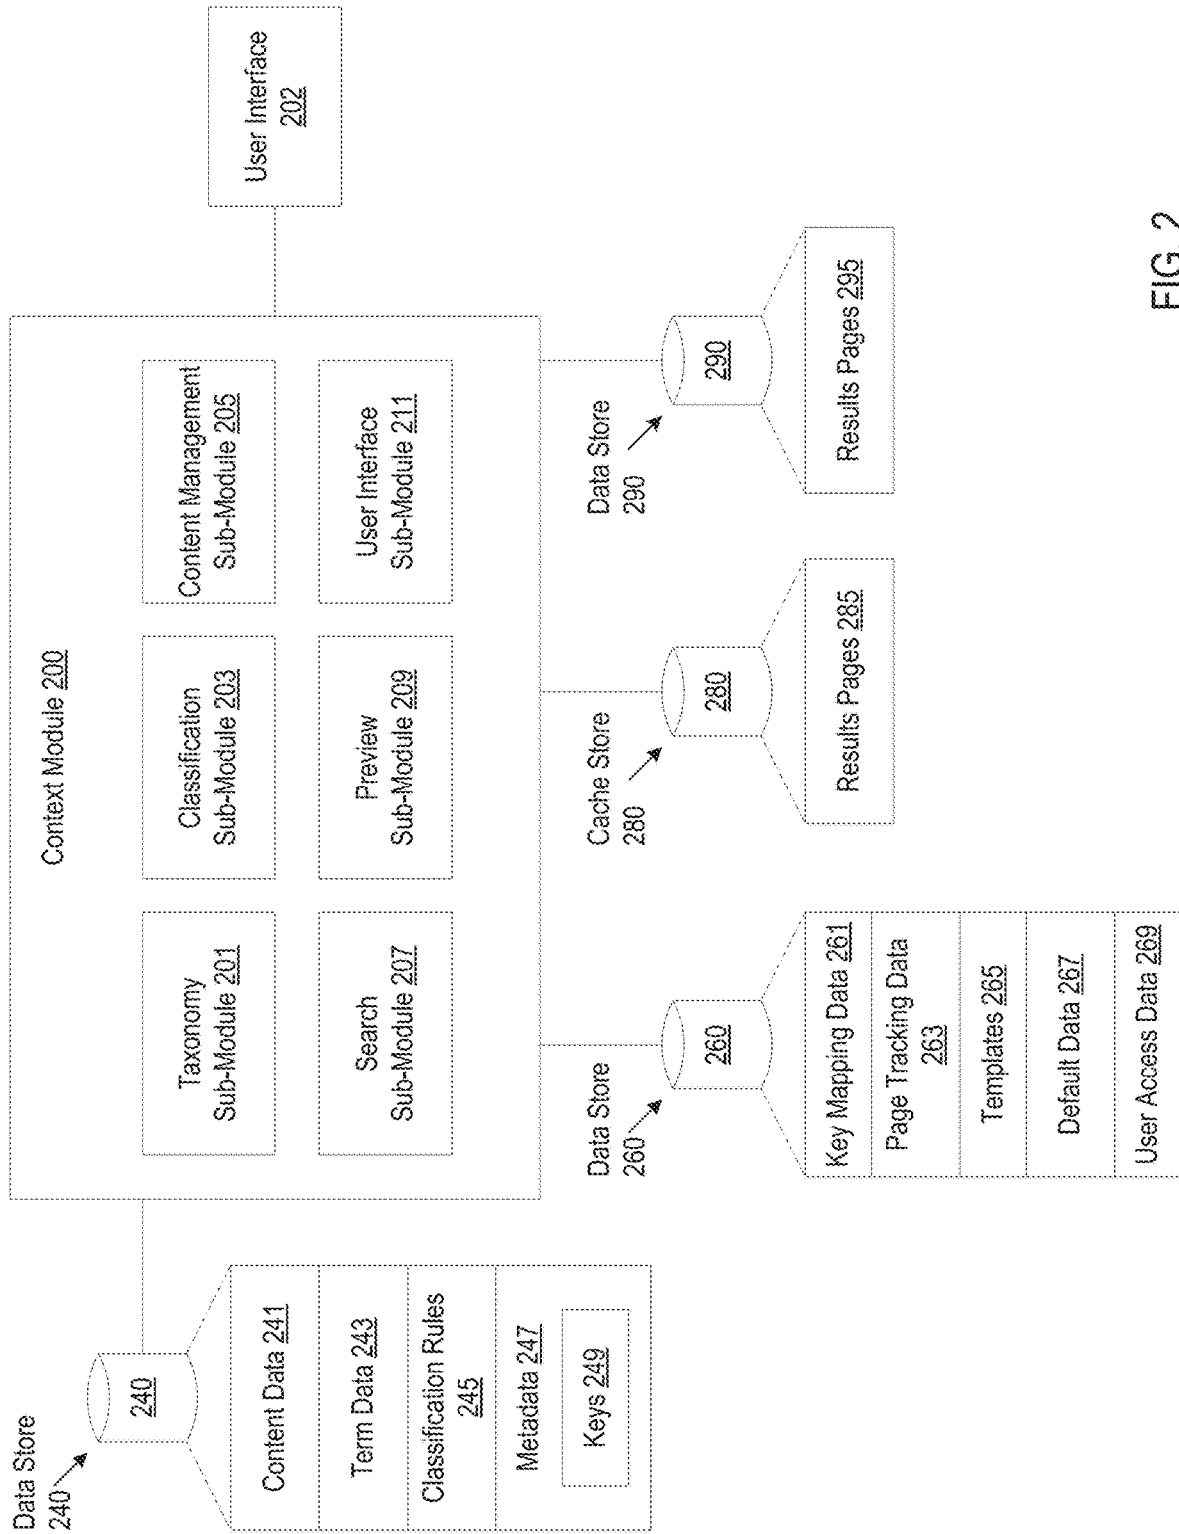 Data Store
240
240
Content Data 241
Term Data 243
Classification Rules
245
Metadata 247
Keys 249
Context Module 200
Taxonomy
Sub-Module 201
Classification
Sub-Module 203
Content Management
Sub-Module 205
Search
Sub-Module 207
Preview
Sub-Module 209
User Interface
Sub-Module 211
User Interface
202
Data Store
260
260
Key Mapping Data 261
Page Tracking Data
263
Templates 265
Default Data 267
User Access Data 269
Cache Store
280
280
Results Pages 285
Data Store
290
290
Results Pages 295
FIG. 2